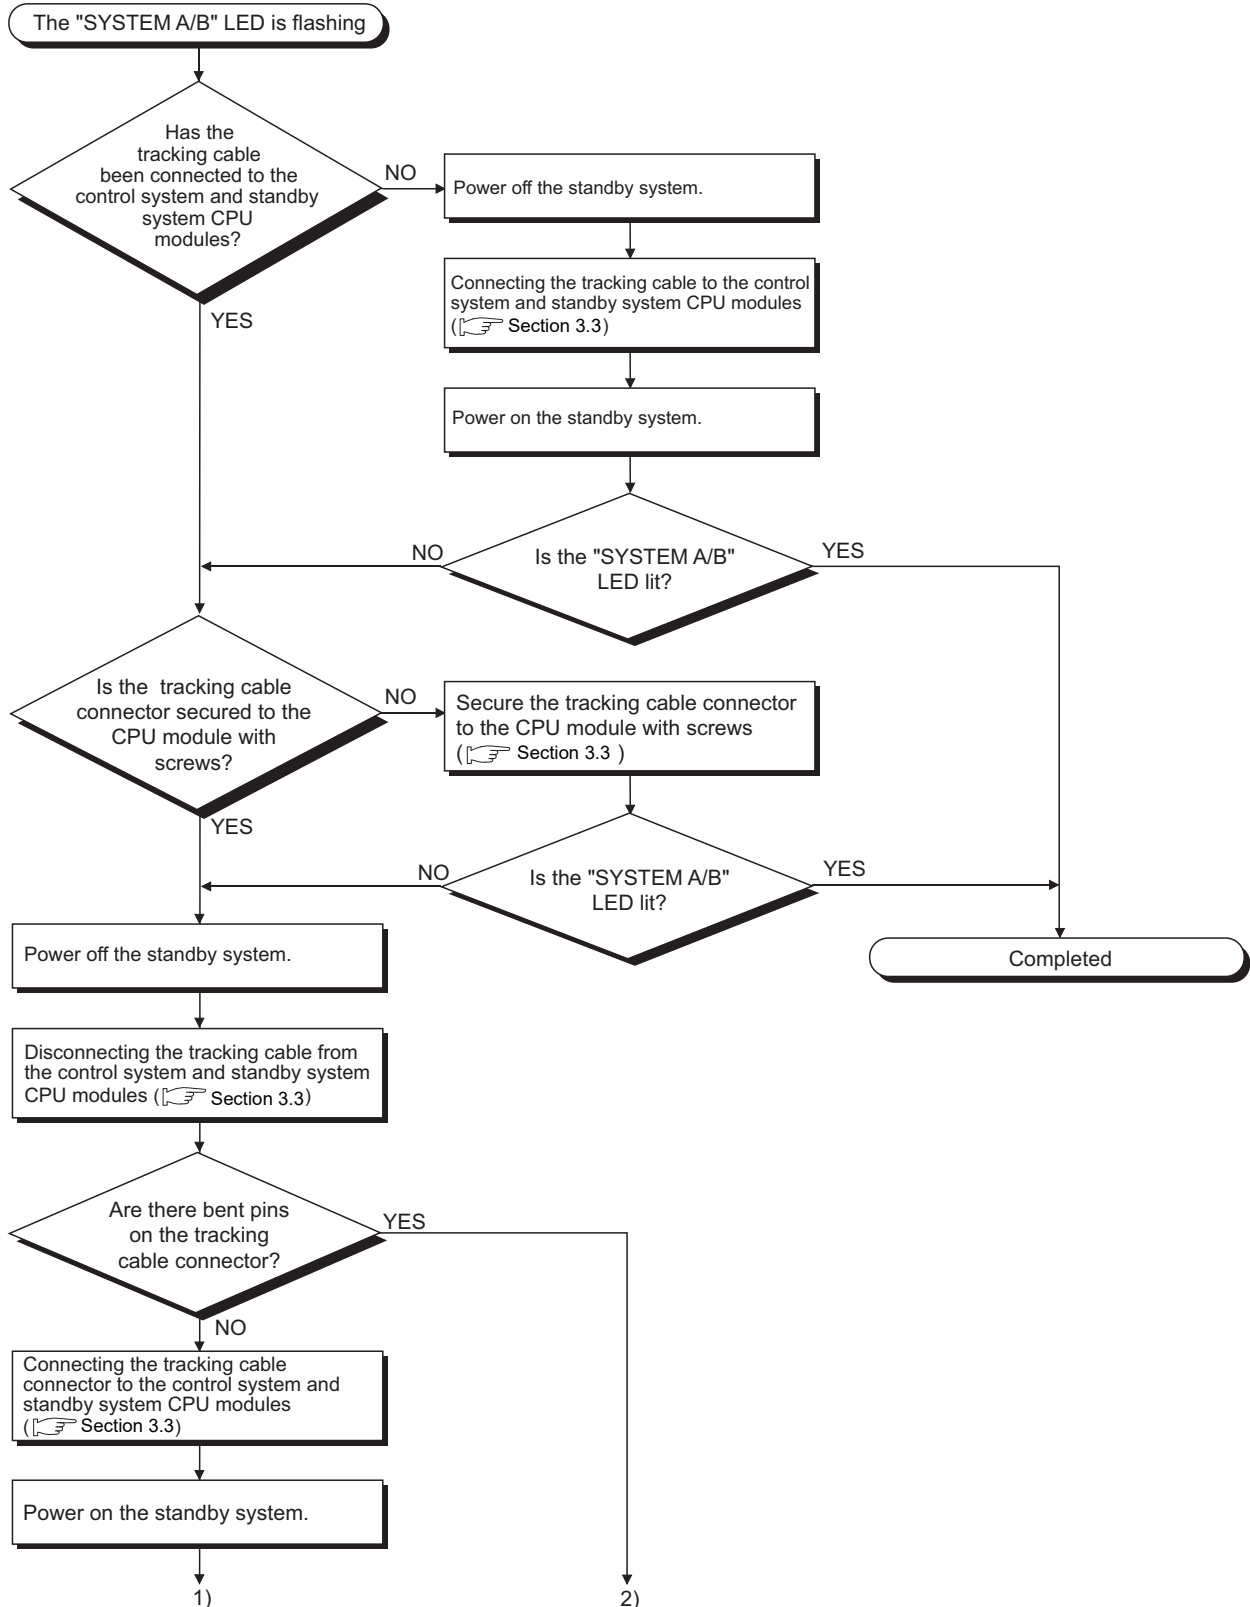 The "SYSTEM A/B" LED is flashing
Has the
tracking cable
been connected to the
control system and standby
system CPU
modules?
NO
YES
Power off the standby system.
Connecting the tracking cable to the control
system and standby system CPU modules
( Section 3.3)
Power on the standby system.
Is the "SYSTEM A/B"
LED lit?
NO
YES
Is the tracking cable
connector secured to the
CPU module with
screws?
NO
YES
Secure the tracking cable connector
to the CPU module with screws
( Section 3.3 )
Is the "SYSTEM A/B"
LED lit?
NO
YES
Completed
Power off the standby system.
Disconnecting the tracking cable from
the control system and standby system
CPU modules ( Section 3.3)
Are there bent pins
on the tracking
cable connector?
YES
NO
Connecting the tracking cable
connector to the control system and
standby system CPU modules
( Section 3.3)
Power on the standby system.
1)
2)